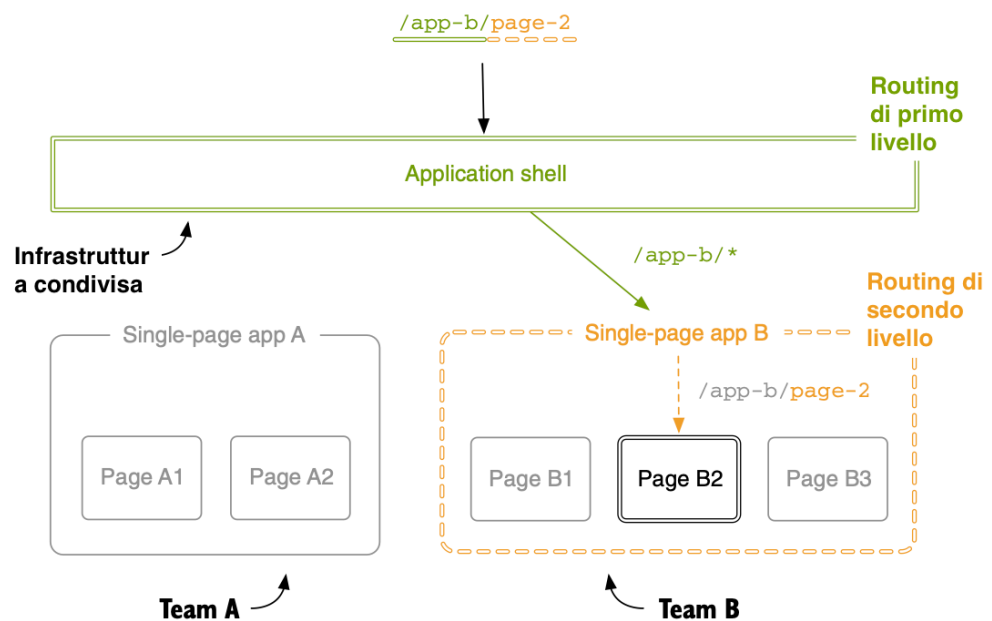 /app-b/page-2
Routing
di primo
livello
Application shell
Infrastruttur
a condivisa
/app-b/*
Routing di
secondo
livello
Single-page app A
Single-page app B
/app-b/page-2
Page A1
Page A2
Page B1
Page B2
Page B3
Team A
Team B